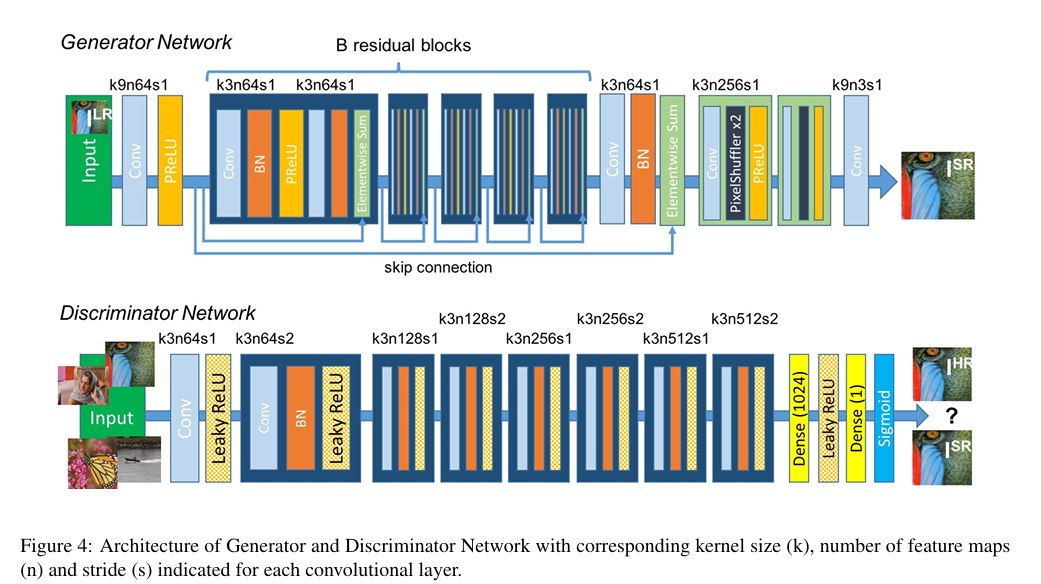 Generator Network
B residual blocks
k9n64s1
k3n64s1 k3n64s1
k3n64s1
k3n256s1
k9n3s1
I LR
Input
Conv
PReLU
Conv
BN
PReLU
Elementwise Sum
Conv
BN
Elementwise Sum
Conv
PixelShuffler x2
PReLU
Conv
I SR
skip connection
Discriminator Network
k3n64s1
k3n64s2
k3n128s1
k3n128s2
k3n256s1
k3n256s2
k3n512s1
k3n512s2
Input
Conv
Leaky ReLU
Conv
BN
Leaky ReLU
Dense (1024)
Leaky ReLU
Dense (1)
Sigmoid
I HR
?
I SR
Figure 4: Architecture of Generator and Discriminator Network with corresponding kernel size (k), number of feature maps
(n) and stride (s) indicated for each convolutional layer.